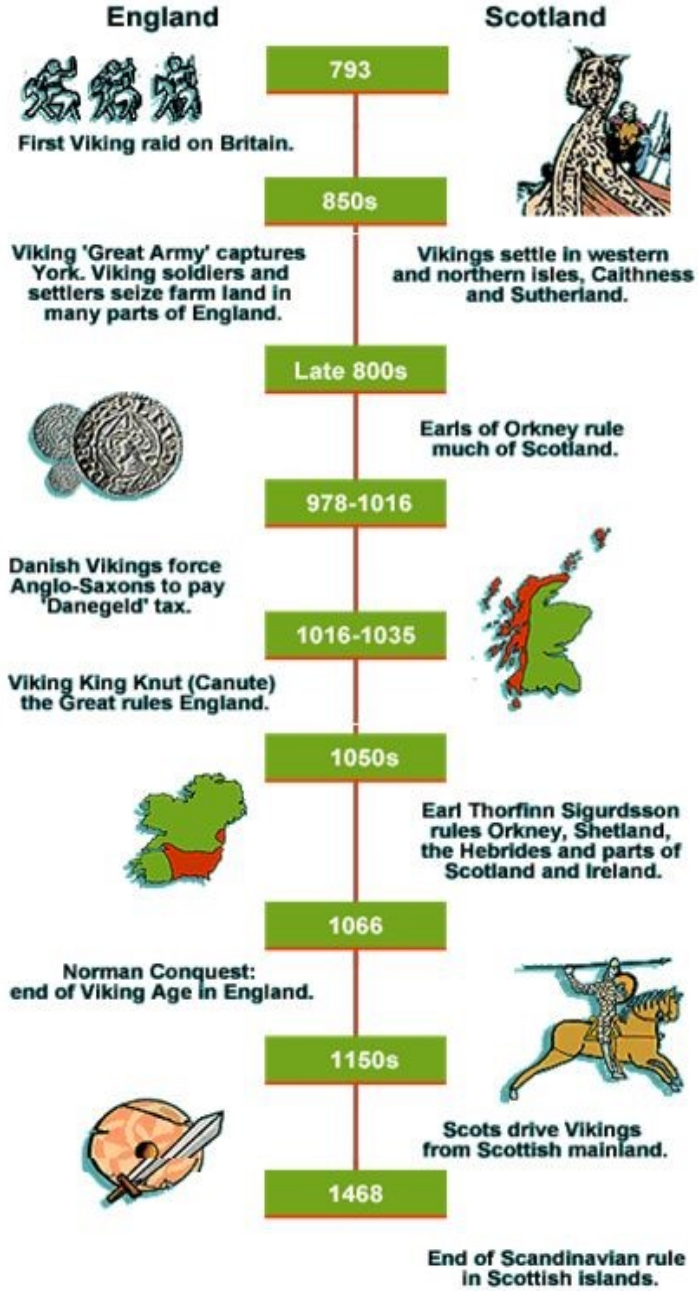 England
Scotland
793
First Viking raid on Britain.
850s
Viking 'Great Army' captures
York. Viking soldiers and
settlers seize farm land in
many parts of England.
Vikings settle in western
and northern isles, Caithness
and Sutherland.
Late 800s
Earls of Orkney rule
much of Scotland.
978-1016
Danish Vikings force
Anglo-Saxons to pay
'Danegeld' tax.
1016-1035
Viking King Knut (Canute)
the Great rules England.
1050s
Earl Thorfinn Sigurdsson
rules Orkney, Shetland,
the Hebrides and parts of
Scotland and Ireland.
1066
Norman Conquest:
end of Viking Age in England.
1150s
Scots drive Vikings
from Scottish mainland.
1468
End of Scandinavian rule
in Scottish islands.